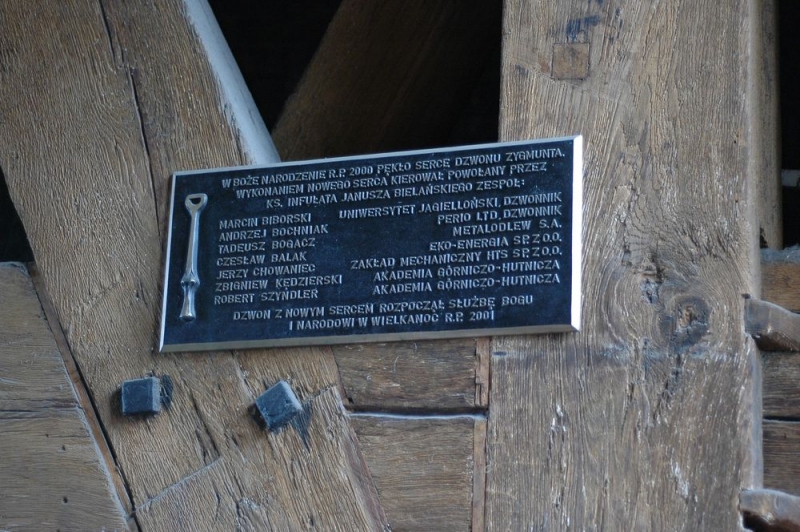 W BOŻE NARODZENIE R.P. 2000 PĘKŁO SERCE DZWONU ZYGMUNTA.
WYKONANIEM NOWEGO SERCA KIEROWAŁ POWOŁANY PRZEZ
KS. INFUŁATA JANUSZA BIELAŃSKIEGO ZESPÓŁ:
MARCIN BIBORSKI UNIWERSYTET JAGIELLOŃSKI, DZWONNIK
ANDRZEJ BOCHNIAK PERIO LTD, DZWONNIK
TADEUSZ BOGACZ METALODLEW S.A.
CZESŁAW BALAK EKO-ENERGIA SP. Z O.O.
JERZY CHOWANIEC ZAKŁAD MECHANICZNY HTS SP. Z O.O.
ZBIGNIEW KĘDZIERSKI AKADEMIA GÓRNICZO-HUTNICZA
ROBERT SZYNDLER AKADEMIA GÓRNICZO-HUTNICZA
DZWON Z NOWYM SERCEM ROZPOCZĄŁ SŁUŻBĘ BOGU
I NARODOWI W WIELKANOC R.P. 2001